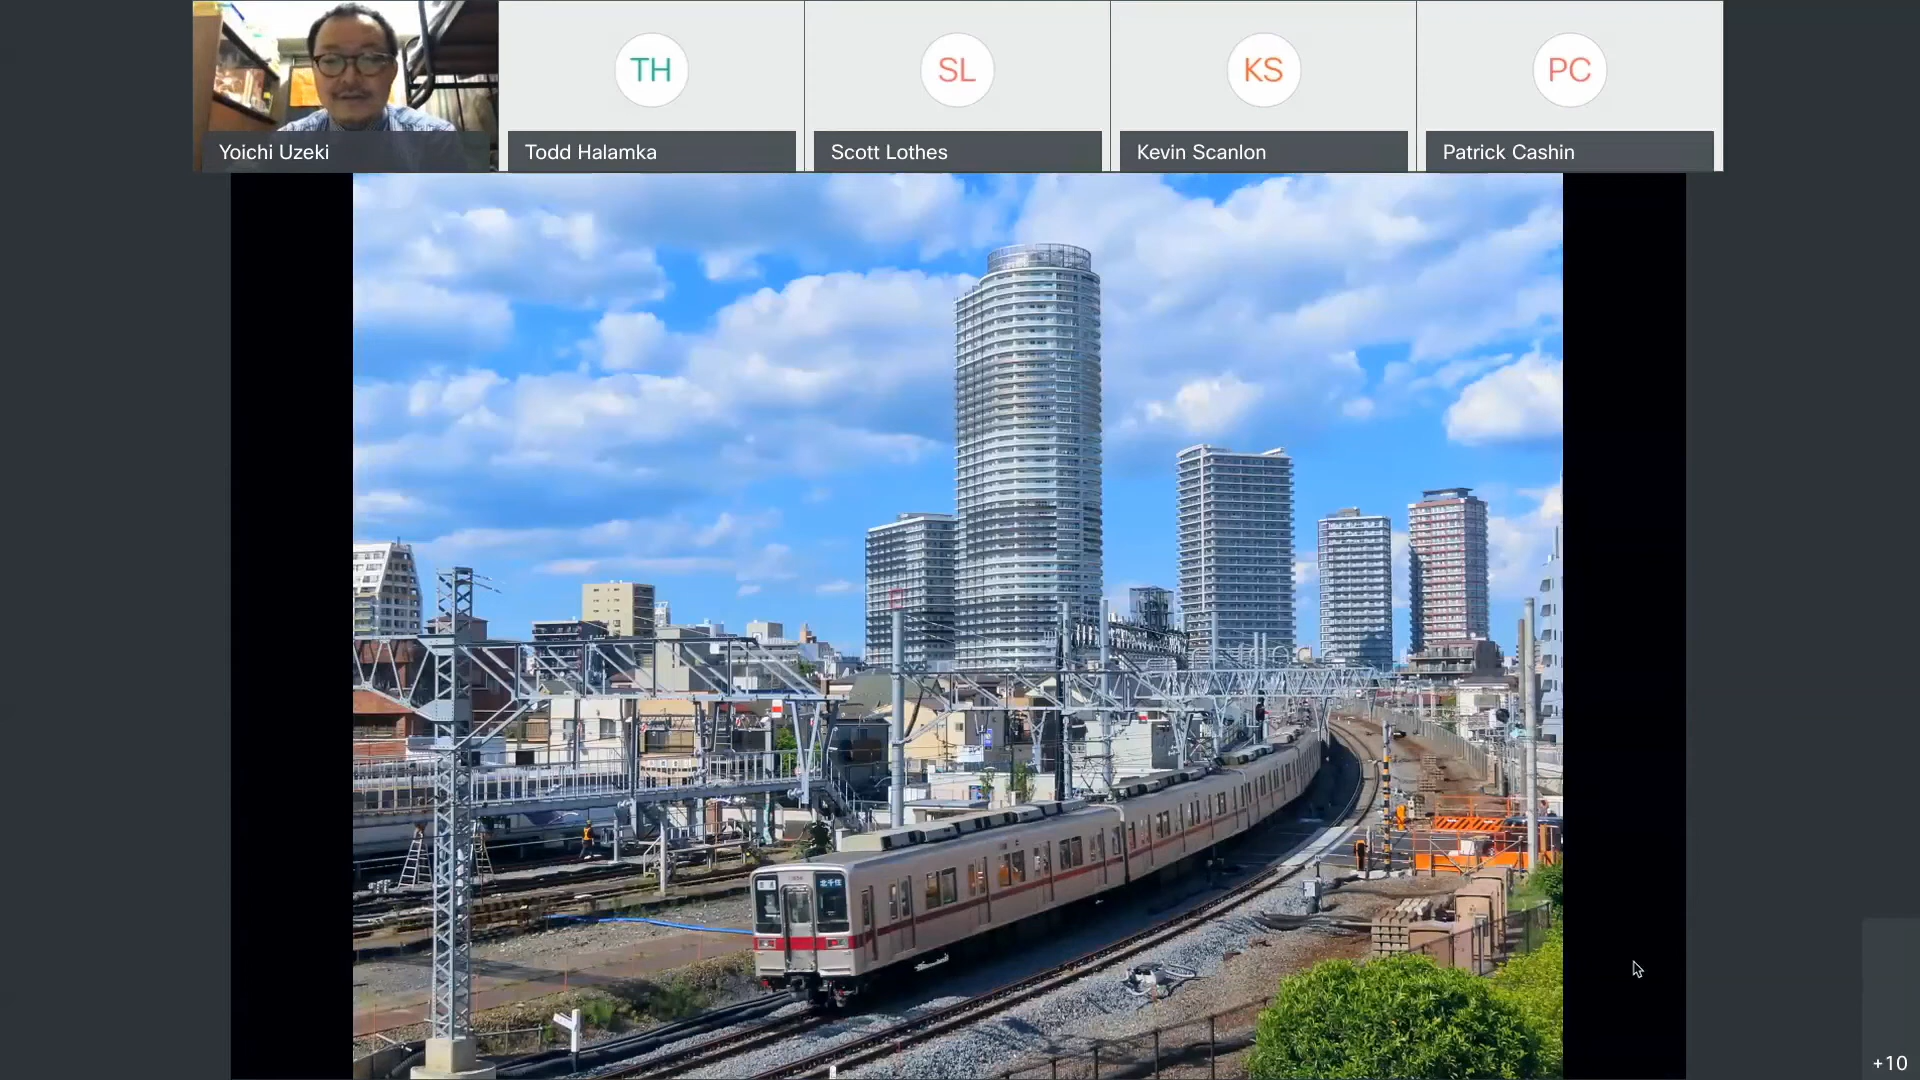 TH
SL
KS
PC
Yoichi Uzeki
Todd Halamka
Scott Lothes
Kevin Scanlon
Patrick Cashin
北千住
+10